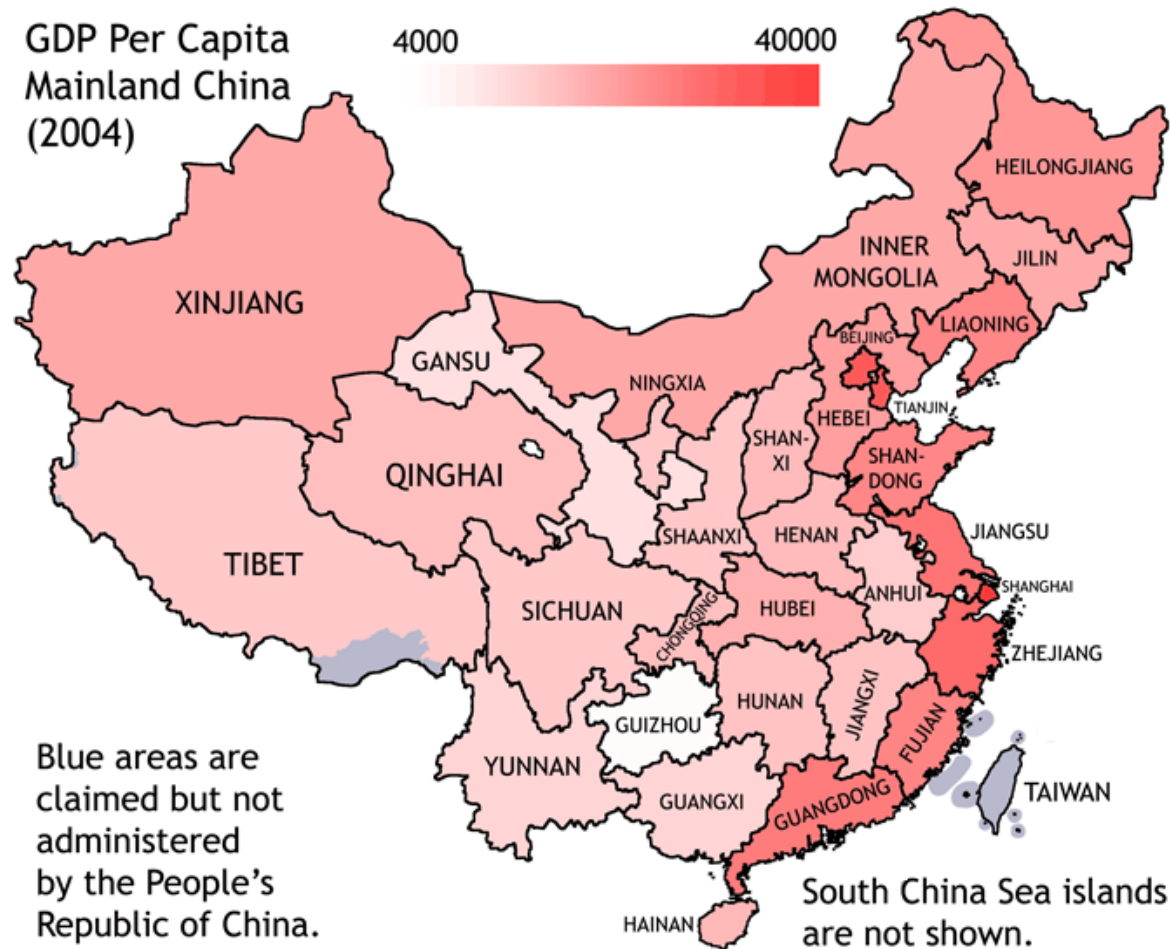 GDP Per Capita
Mainland China
(2004)
4000
40000
HEILONGJIANG
INNER
MONGOLIA
JILIN
XINJIANG
LIAONING
BEIJING
GANSU
NINGXIA
TIANJIN
HEBEI
SHAN-
XI
SHAN-
DONG
QINGHAI
JIANGSU
SHAANXI
HENAN
TIBET
SHANGHAI
ANHUI
SICHUAN
HUBEI
CHONGQING
ZHEJIANG
HUNAN
JIANGXI
GUIZHOU
FUJIAN
YUNNAN
TAIWAN
GUANGXI
GUANGDONG
HAINAN
Blue areas are
claimed but not
administered
by the People's
Republic of China.
South China Sea islands
are not shown.